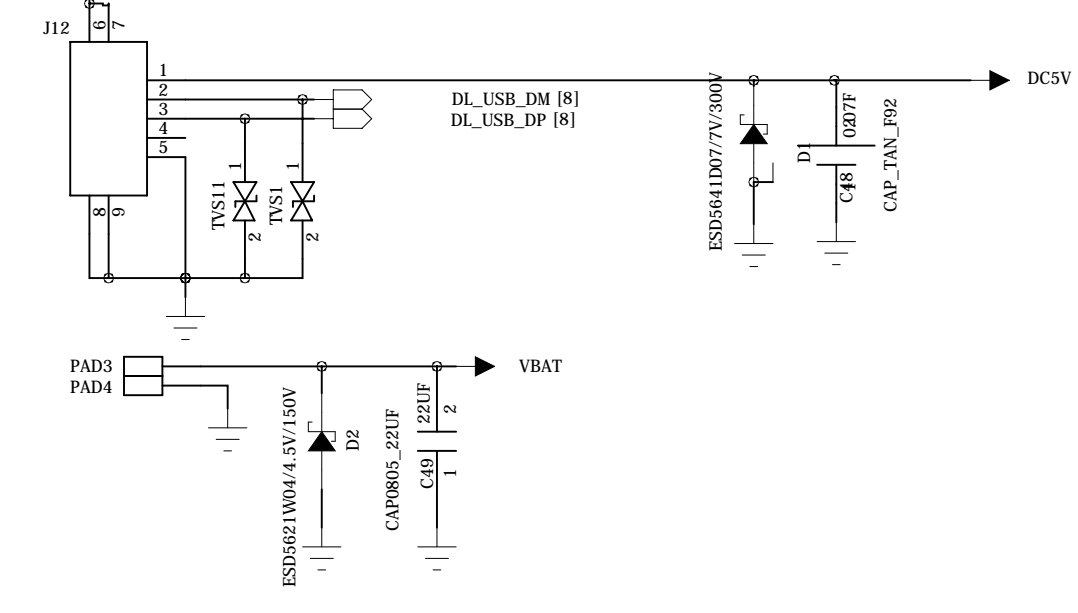 J12
6
7
1
DC5V
2
DL_USB_DM [8]
3
DL_USB_DP [8]
4
5
8
9
TVS11
1
2
TVS1
1
2
ESD5641D07/7V/300V
D1
C48
CAP_TAN_F92
PAD3
VBAT
PAD4
ESD5621W04/4.5V/150V
D2
CAP0805_22UF
22UF
2
C49
1